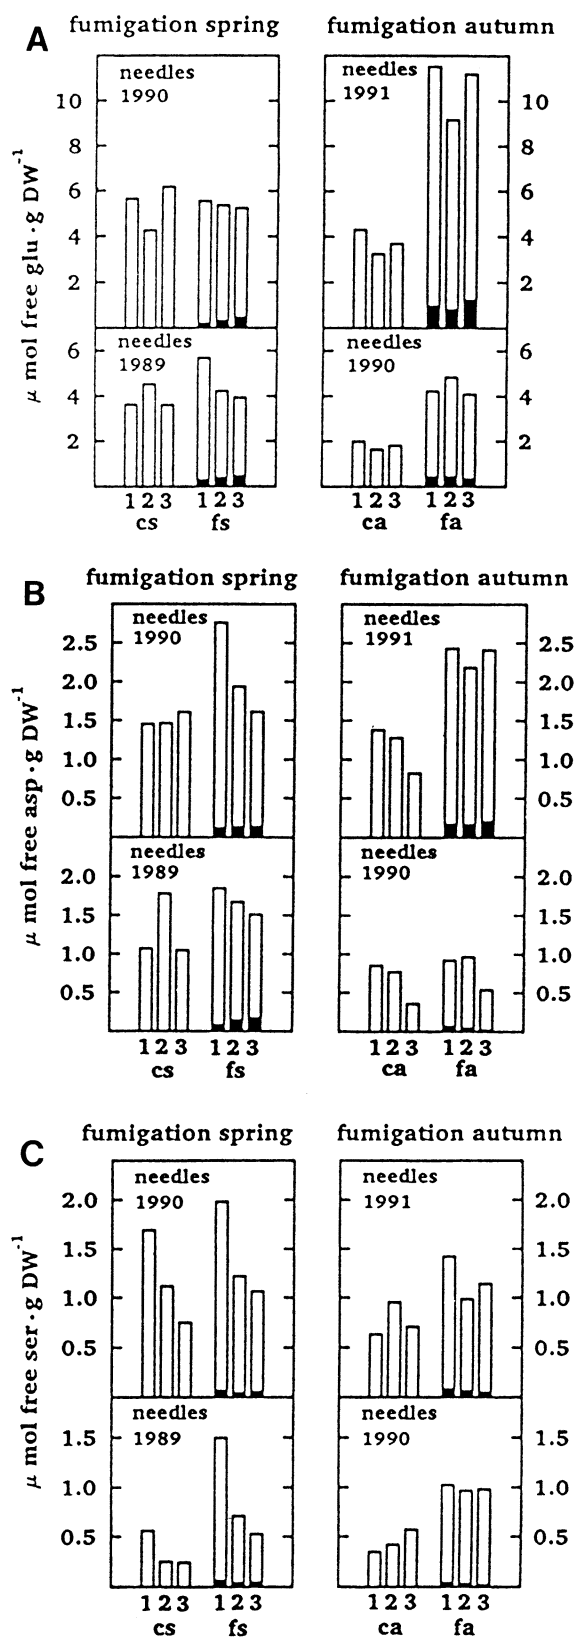 A
fumigation spring
fumigation autumn
needles
1990
needles
1991
10
8
6
4
2
10
8
6
4
2
µ mol free glu·g DW⁻¹
needles
1989
needles
1990
6
4
2
6
4
2
1 2 3 1 2 3
cs fs
1 2 3 1 2 3
ca fa
B
fumigation spring
fumigation autumn
needles
1990
needles
1991
2.5
2.0
1.5
1.0
0.5
2.5
2.0
1.5
1.0
0.5
µ mol free asp·g DW⁻¹
needles
1989
needles
1990
2.0
1.5
1.0
0.5
2.0
1.5
1.0
0.5
1 2 3 1 2 3
cs fs
1 2 3 1 2 3
ca fa
C
fumigation spring
fumigation autumn
needles
1990
needles
1991
2.0
1.5
1.0
0.5
2.0
1.5
1.0
0.5
µ mol free ser·g DW⁻¹
needles
1989
needles
1990
1.5
1.0
0.5
1.5
1.0
0.5
1 2 3 1 2 3
cs fs
1 2 3 1 2 3
ca fa